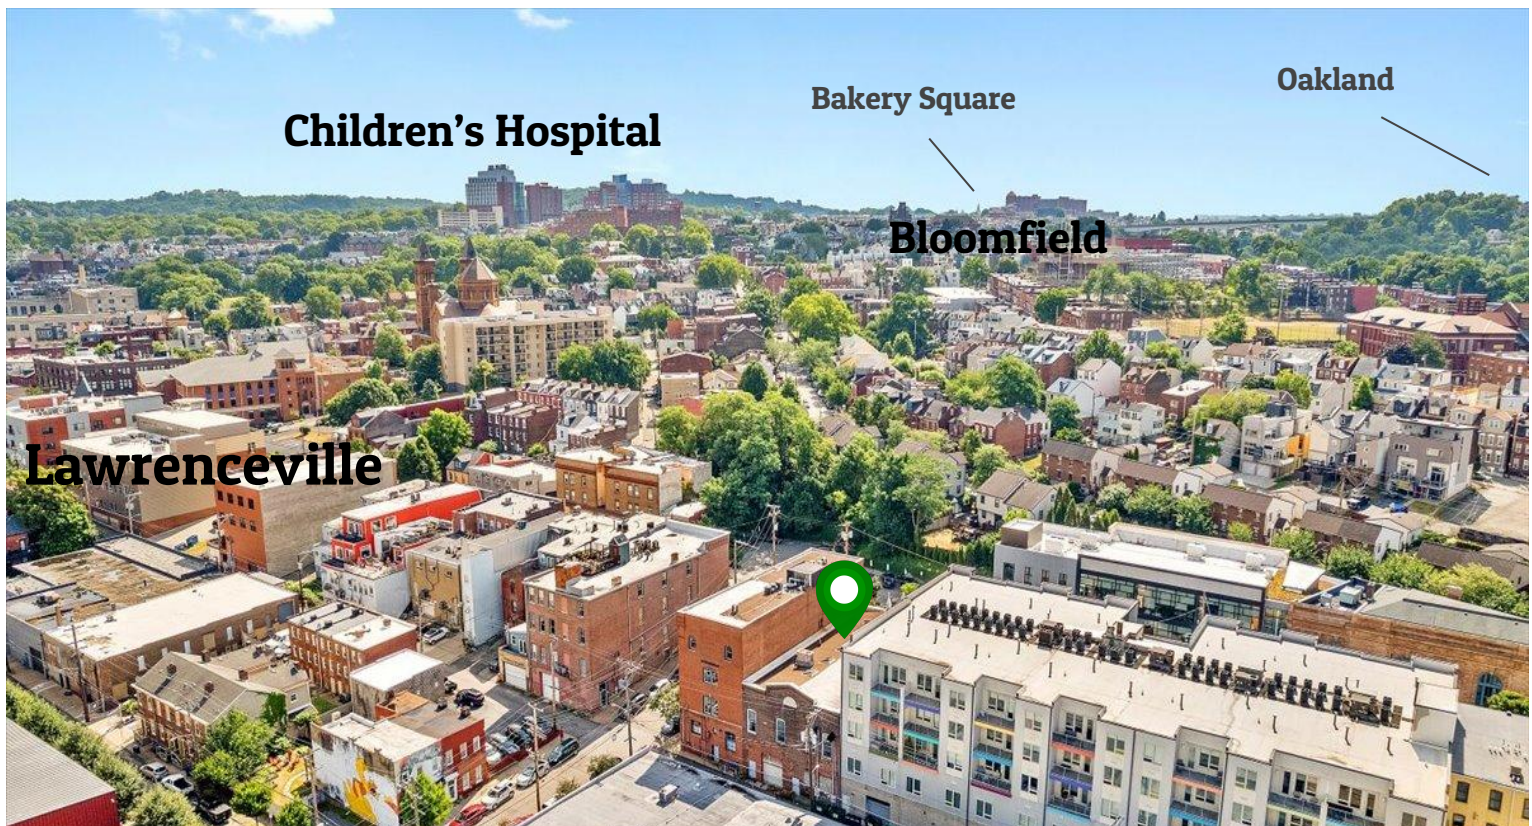 Oakland
Bakery Square
Children's Hospital
Bloomfield
Lawrenceville